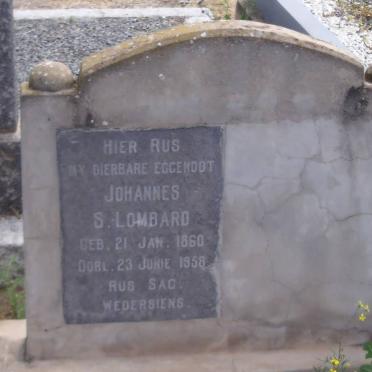 HIER RUS
MY DIERBARE EGGENOOT
JOHANNES
S. LOMBARD
GEB. 21 JAN. 1860
OORL. 23 JUNIE 1958
RUS SAG.
WEDERSIENS.